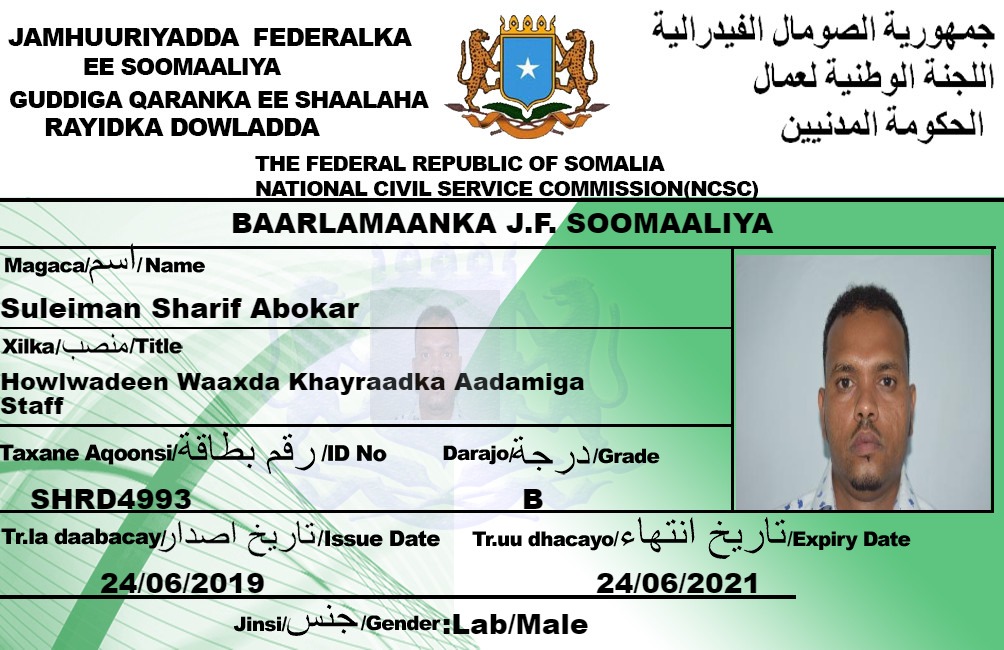 JAMHUURIYADDA FEDERALKA
EE SOOMAALIYA
GUDDIGA QARANKA EE SHAALAHA
RAYIDKA DOWLADDA
جمهورية الصومال الفيدرالية
اللجنة الوطنية لعمال
الحكومة المدنيين
THE FEDERAL REPUBLIC OF SOMALIA
NATIONAL CIVIL SERVICE COMMISSION(NCSC)
BAARLAMAANKA J.F. SOOMAALIYA
Magaca/اسم/Name
Suleiman Sharif Abokar
Xilka/منصب/Title
Howlwadeen Waaxda Khayraadka Aadamiga
Staff
Taxane Aqoonsi/رقم بطاقة/ID No Darajo/درجة/Grade
SHRD4993 B
Tr.la daabacay/تاريخ اصدار/Issue Date Tr.uu dhacayo/تاريخ انتهاء/Expiry Date
24/06/2019 24/06/2021
Jinsi/جنس/Gender:Lab/Male